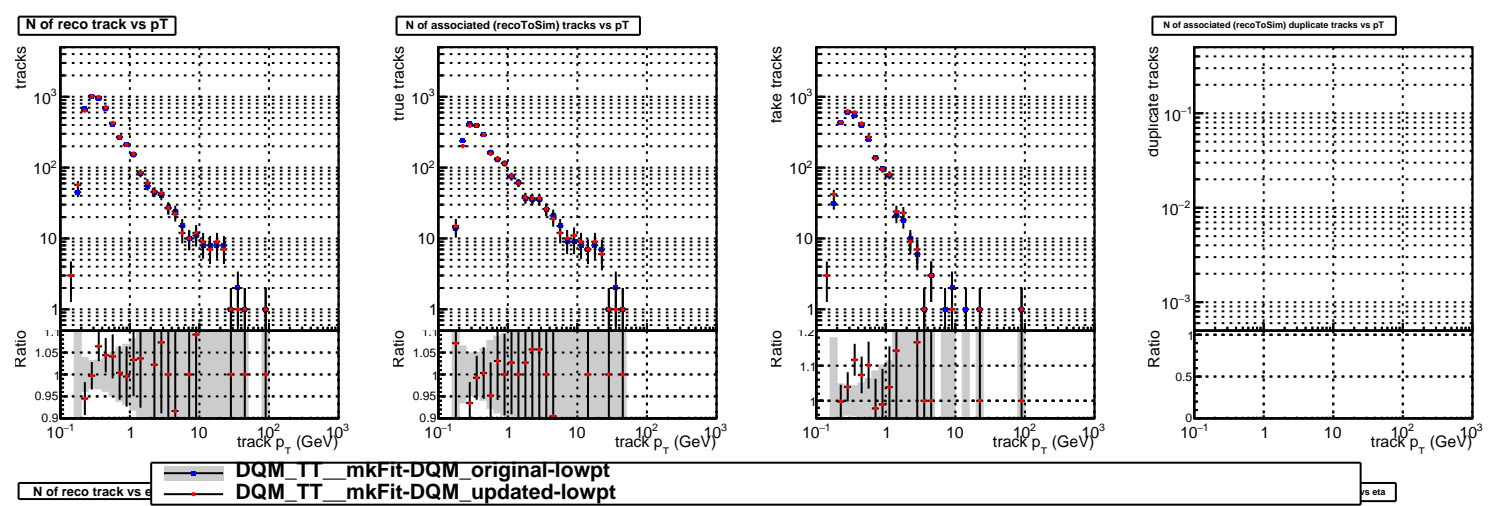 N of reco track vs pT
N of associated (recoToSim) tracks vs pT
N of associated (recoToSim) duplicate tracks vs pT
tracks
10³
10²
10
1
Ratio
1.1
1.05
1
0.95
0.9
10⁻¹ 1 10 10² 10³
track p_T (GeV)
true tracks
10³
10²
10
1
Ratio
1.1
1.05
1
0.95
0.9
10⁻¹ 1 10 10² 10³
track p_T (GeV)
fake tracks
10³
10²
10
1
Ratio
1.2
1.1
1
10⁻¹ 1 10 10² 10³
track p_T (GeV)
duplicate tracks
10⁻¹
10⁻²
10⁻³
Ratio
1
0.5
0
10⁻¹ 1 10 10² 10³
track p_T (GeV)
DQM_TT__mkFit-DQM_original-lowpt
DQM_TT__mkFit-DQM_updated-lowpt
N of reco track vs e
vs eta